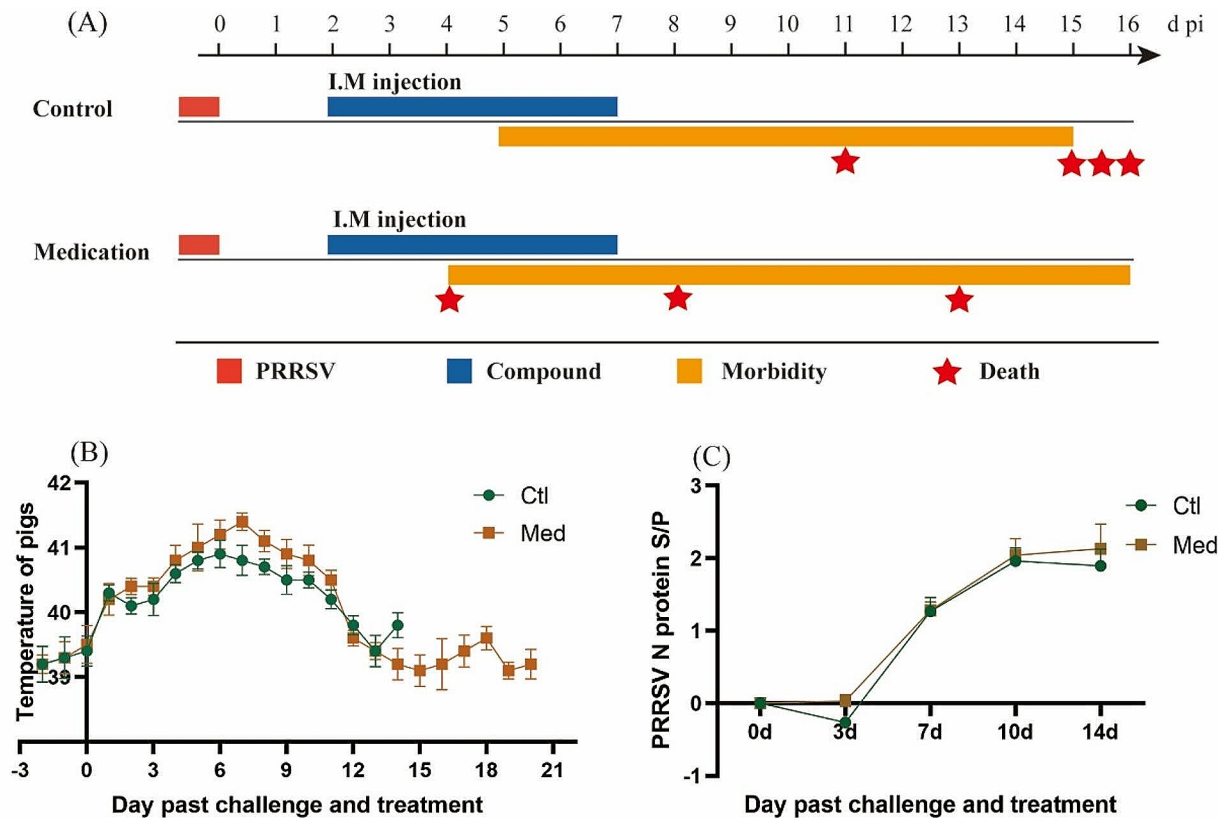 (A)
0 1 2 3 4 5 6 7 8 9 10 11 12 13 14 15 16 d pi
I.M injection
Control
I.M injection
Medication
PRRSV Compound Morbidity Death
(B)
42
41
40
39
Temperature of pigs
Ctl
Med
-3 0 3 6 9 12 15 18 21
Day past challenge and treatment
(C)
3
2
1
0
-1
PRRSV N protein S/P
Ctl
Med
0d 3d 7d 10d 14d
Day past challenge and treatment